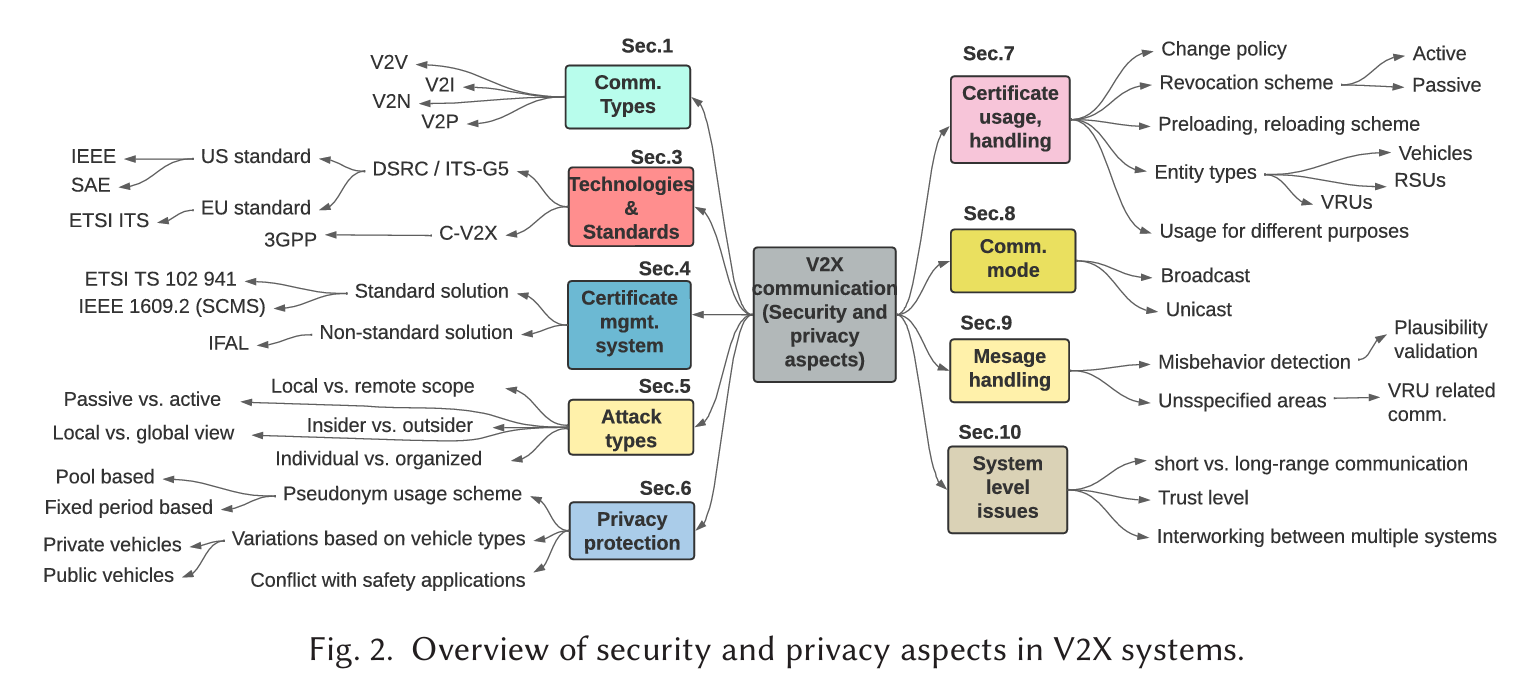 Sec.1
Comm.
Types
V2V
V2I
V2N
V2P
Sec.3
Technologies
&
Standards
DSRC / ITS-G5
US standard
IEEE
SAE
EU standard
ETSI ITS
C-V2X
3GPP
Sec.4
Certificate
mgmt.
system
Standard solution
ETSI TS 102 941
IEEE 1609.2 (SCMS)
Non-standard solution
IFAL
Sec.5
Attack
types
Local vs. remote scope
Passive vs. active
Insider vs. outsider
Local vs. global view
Individual vs. organized
Sec.6
Privacy
protection
Pseudonym usage scheme
Pool based
Fixed period based
Variations based on vehicle types
Private vehicles
Public vehicles
Conflict with safety applications
V2X
communication
(Security and
privacy
aspects)
Sec.7
Certificate
usage,
handling
Change policy
Revocation scheme
Active
Passive
Preloading, reloading scheme
Entity types
Vehicles
RSUs
VRUs
Usage for different purposes
Sec.8
Comm.
mode
Broadcast
Unicast
Sec.9
Mesage
handling
Misbehavior detection
Plausibility
validation
Unsspecified areas
VRU related
comm.
Sec.10
System
level
issues
short vs. long-range communication
Trust level
Interworking between multiple systems
Fig. 2. Overview of security and privacy aspects in V2X systems.